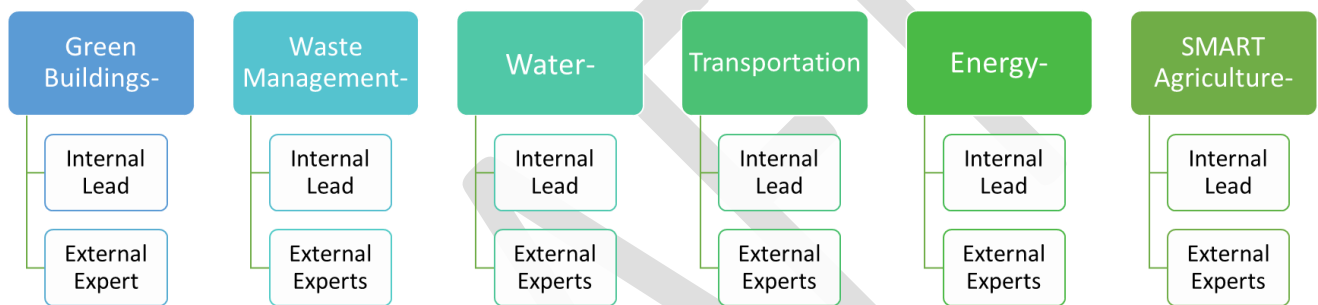 Green
Buildings-
Waste
Management-
Water-
Transportation
Energy-
SMART
Agriculture-
Internal
Lead
Internal
Lead
Internal
Lead
Internal
Lead
Internal
Lead
Internal
Lead
External
Expert
External
Experts
External
Experts
External
Experts
External
Experts
External
Experts